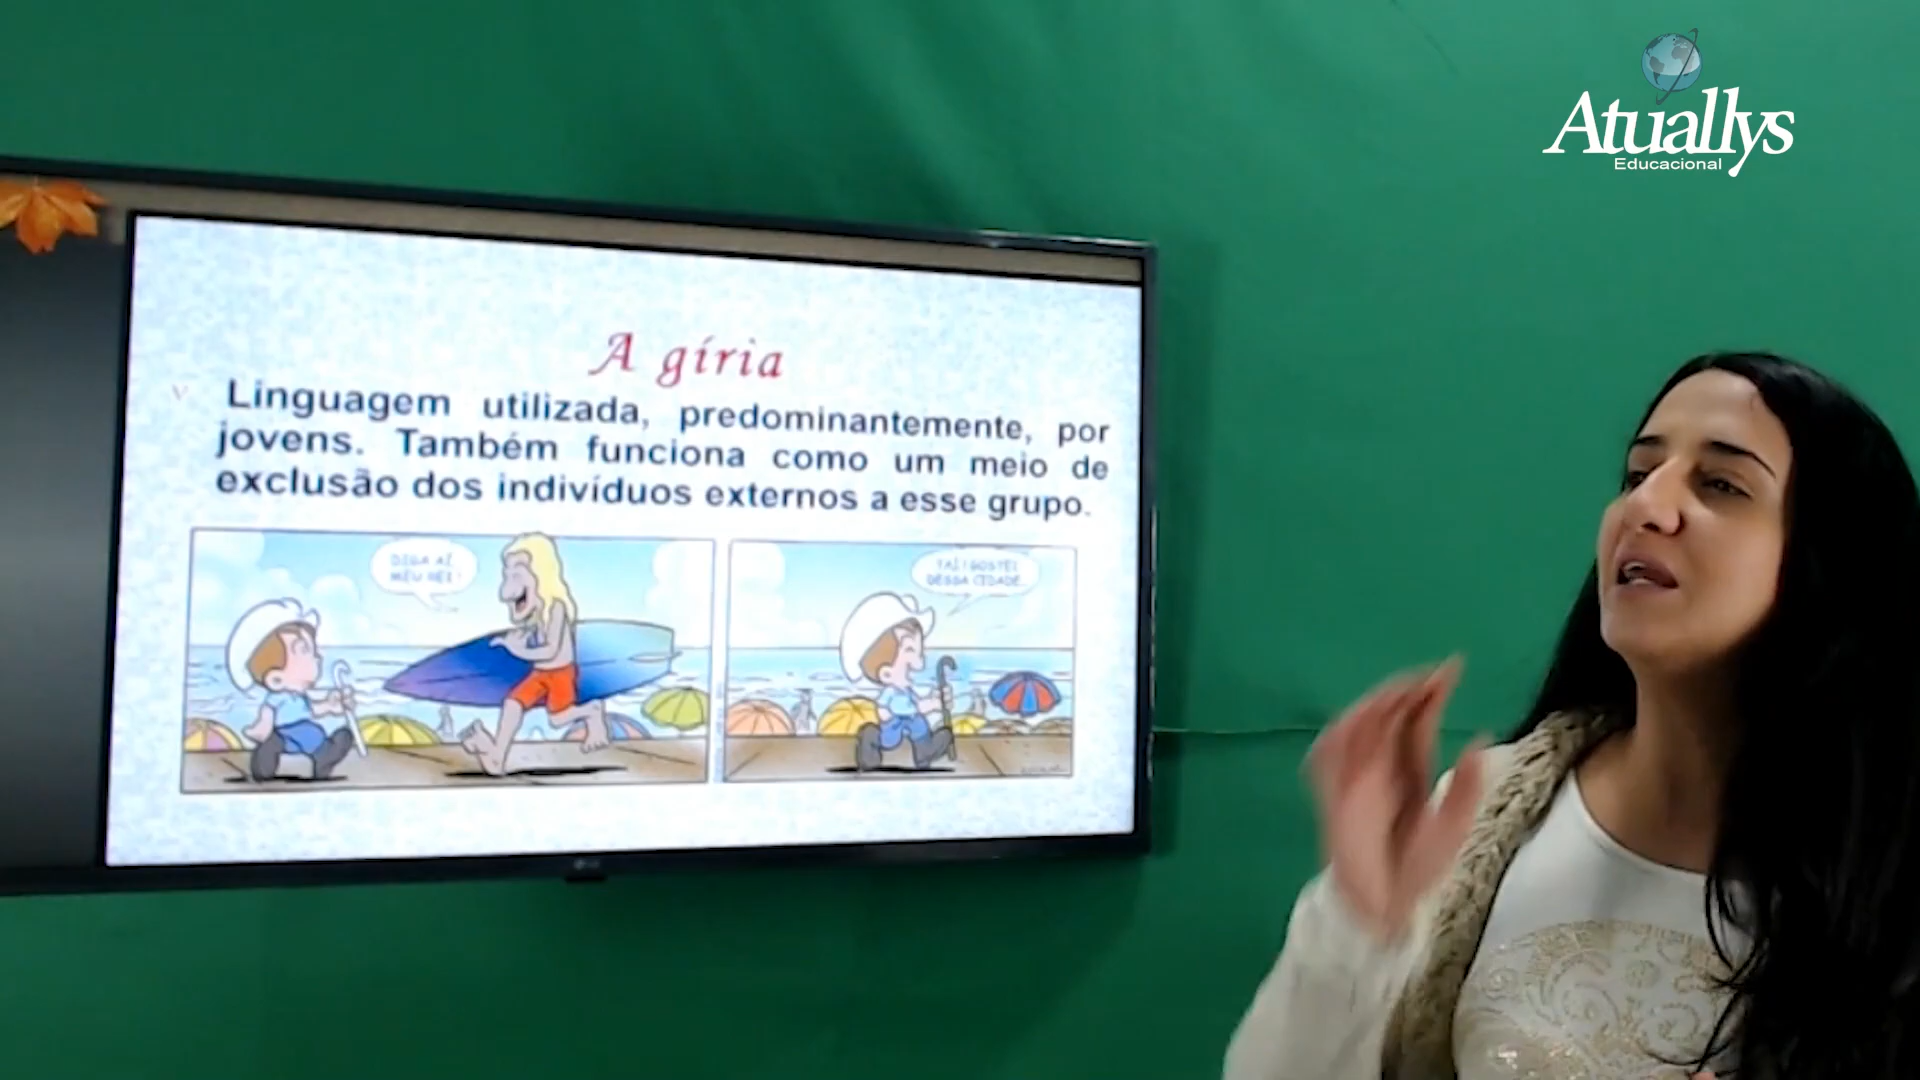 Atuallys
Educacional
A gíria
Linguagem utilizada, predominantemente, por
jovens. Também funciona como um meio de
exclusão dos indivíduos externos a esse grupo.
DIGA AÍ,
MEU REI!
TAÍ! GOSTEI
DESSA CIDADE